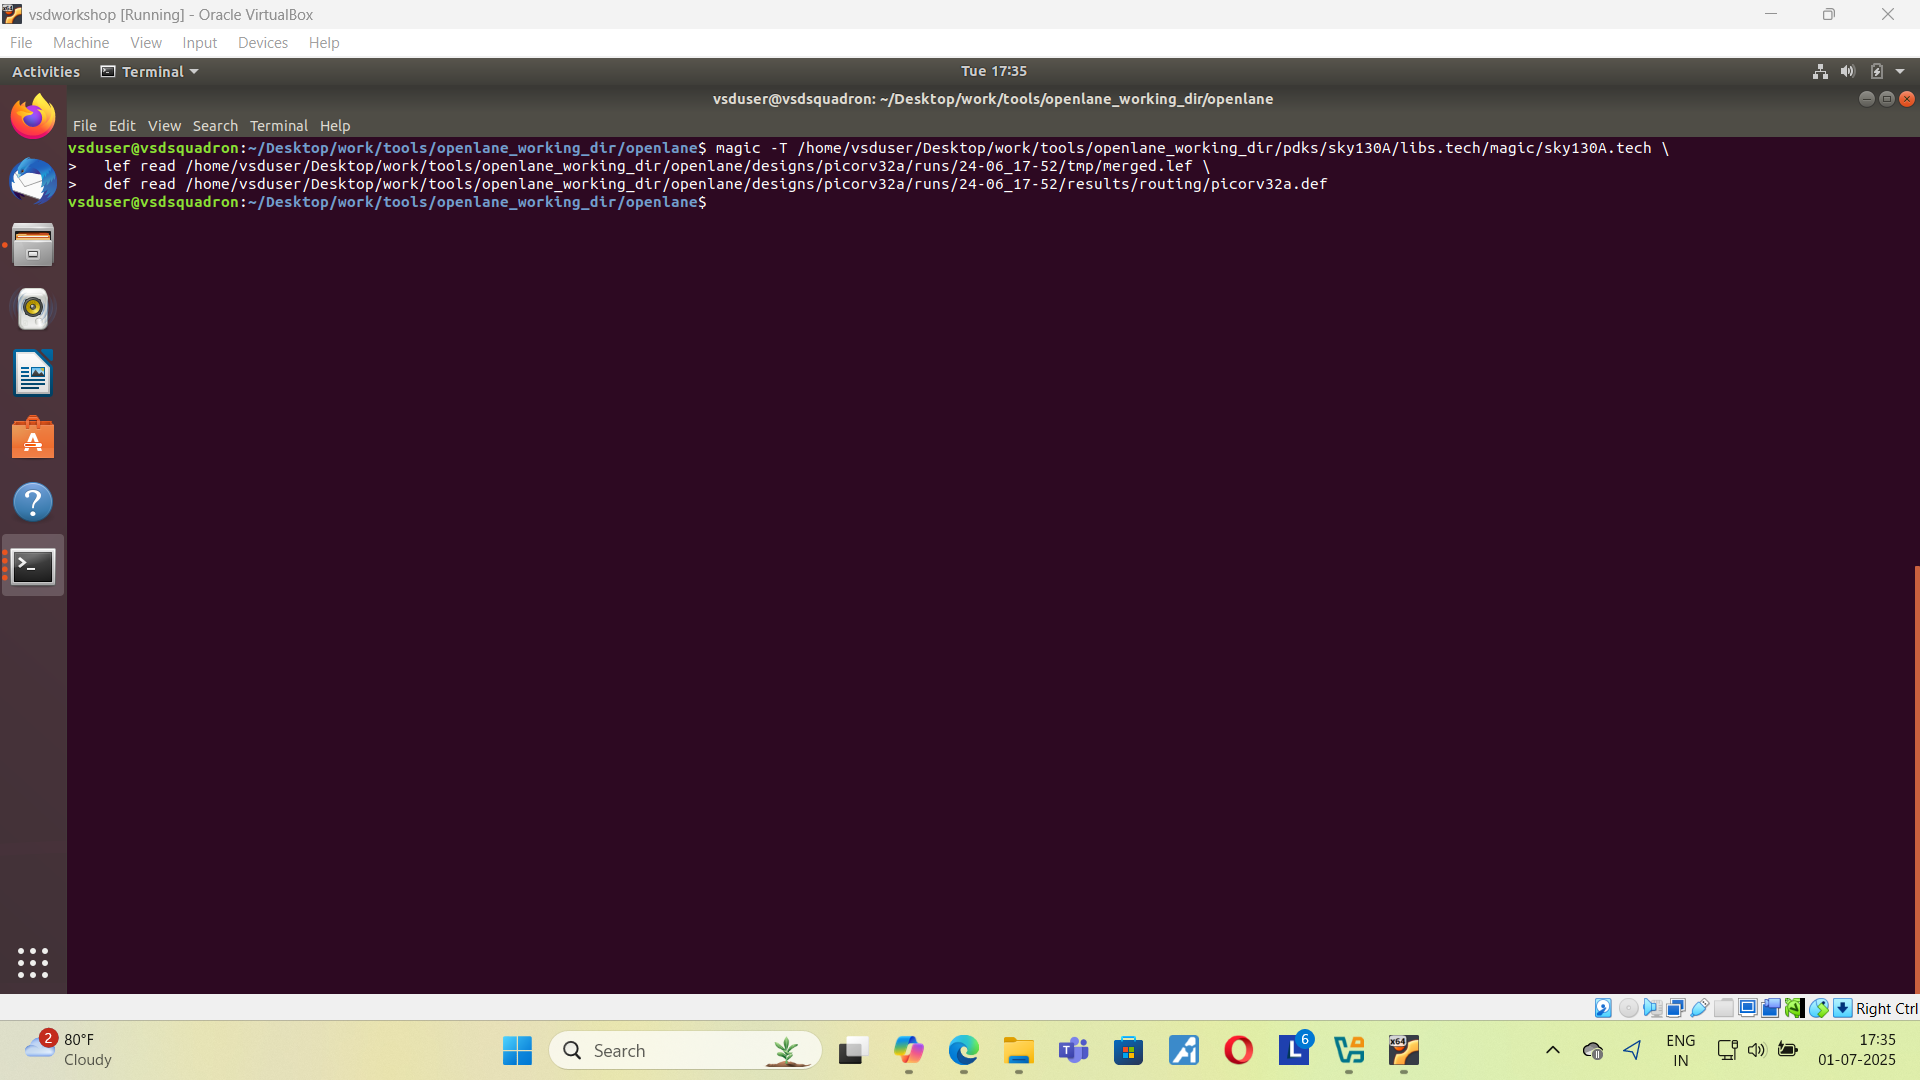 vsdworkshop [Running] - Oracle VirtualBox
File Machine View Input Devices Help
Activities Terminal Tue 17:35
vsduser@vsdsquadron: ~/Desktop/work/tools/openlane_working_dir/openlane
File Edit View Search Terminal Help
vsduser@vsdsquadron:~/Desktop/work/tools/openlane_working_dir/openlane$ magic -T /home/vsduser/Desktop/work/tools/openlane_working_dir/pdks/sky130A/libs.tech/magic/sky130A.tech \
>   lef read /home/vsduser/Desktop/work/tools/openlane_working_dir/openlane/designs/picorv32a/runs/24-06_17-52/tmp/merged.lef \
>   def read /home/vsduser/Desktop/work/tools/openlane_working_dir/openlane/designs/picorv32a/runs/24-06_17-52/results/routing/picorv32a.def
vsduser@vsdsquadron:~/Desktop/work/tools/openlane_working_dir/openlane$
Right Ctrl
2
80°F
Cloudy
Search
6
ENG
IN
17:35
01-07-2025